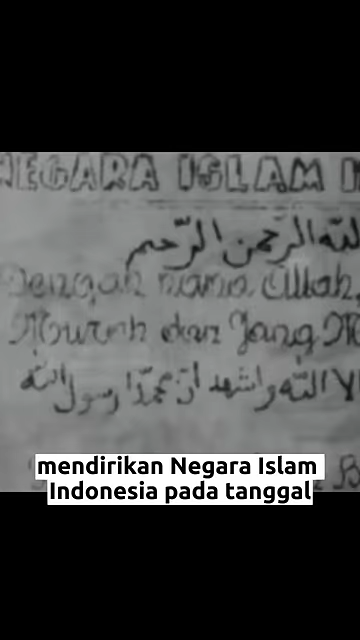 NEGARA ISLAM I
الله الرحمن الرحيم
Dengan nama Allah,
Murah dan Yang M
الا الله واشهد ان محمدا رسول الله
mendirikan Negara Islam
Indonesia pada tanggal